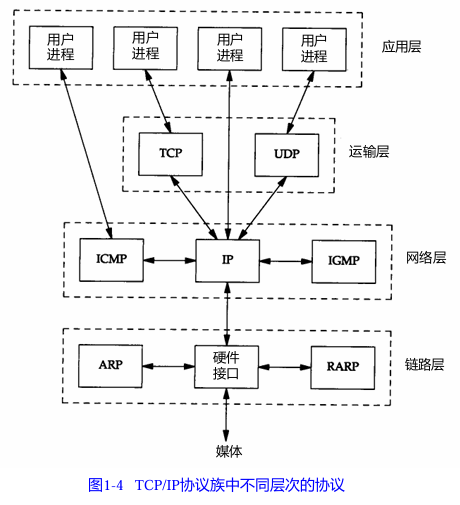 用户
进程
用户
进程
用户
进程
用户
进程
应用层
TCP
UDP
运输层
ICMP
IP
IGMP
网络层
ARP
硬件
接口
RARP
链路层
媒体
图1-4 TCP/IP协议族中不同层次的协议